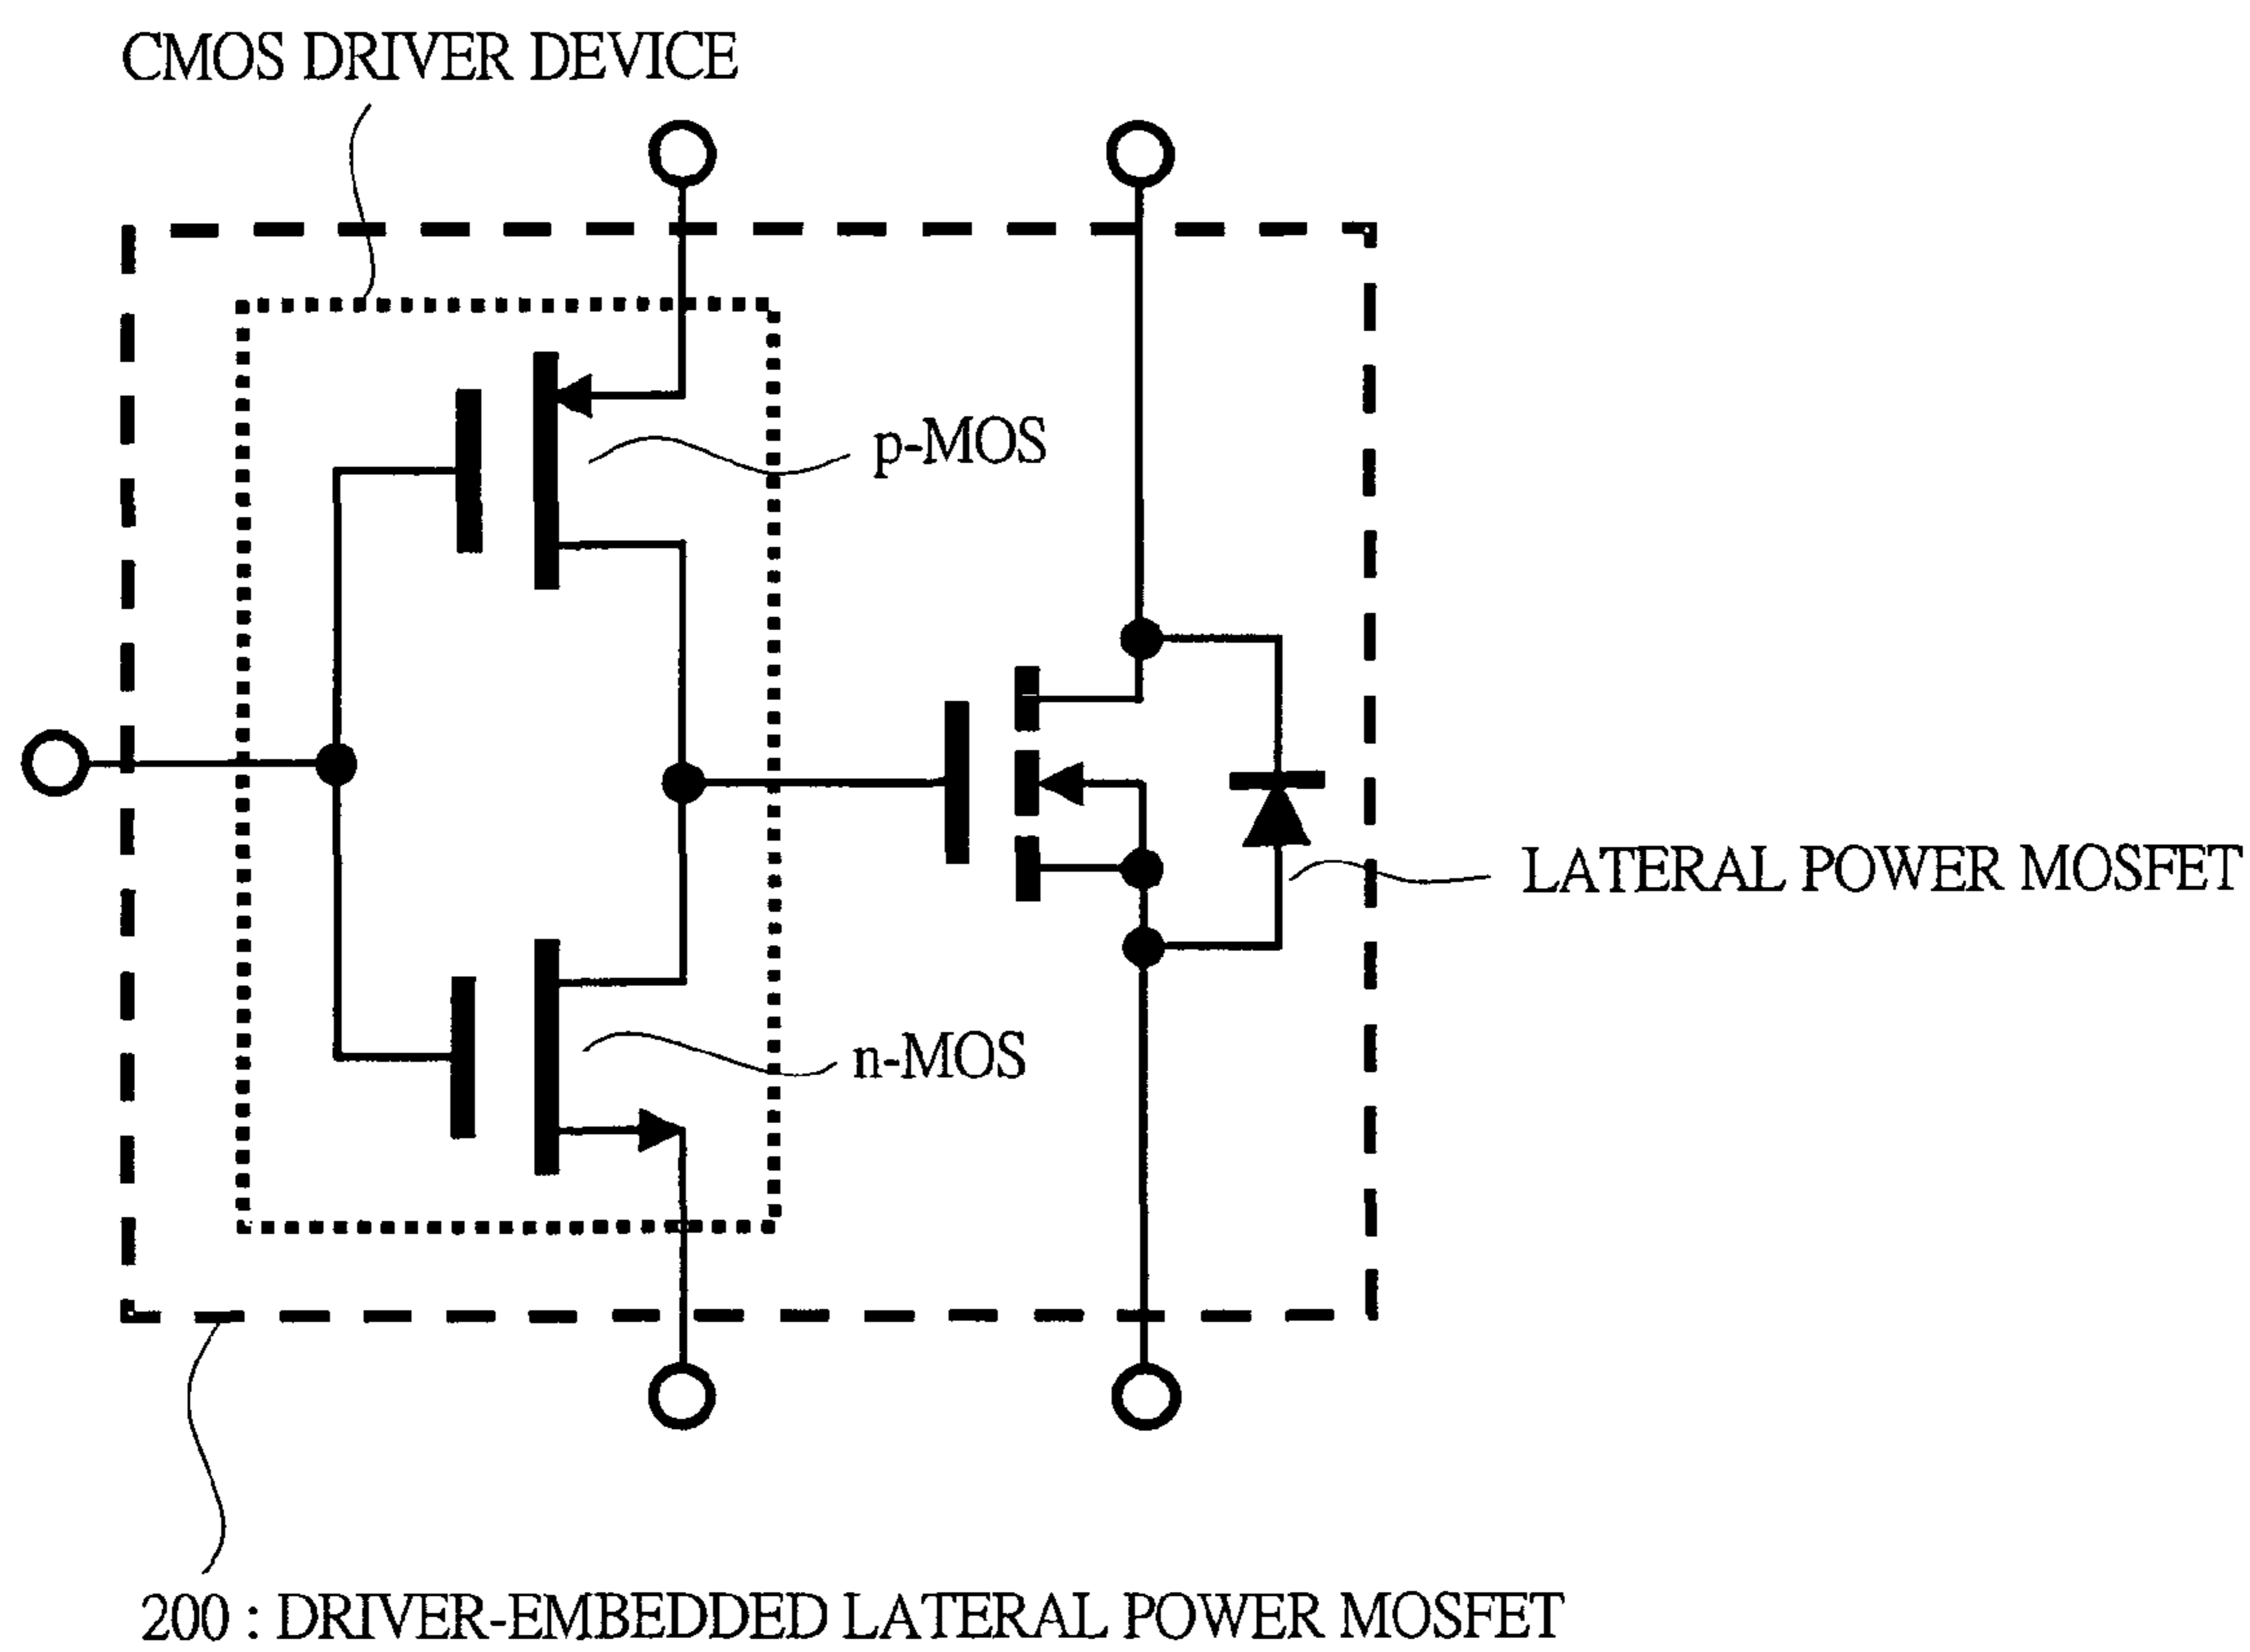 CMOS DRIVER DEVICE
p-MOS
LATERAL POWER MOSFET
n-MOS
200 : DRIVER-EMBEDDED LATERAL POWER MOSFET